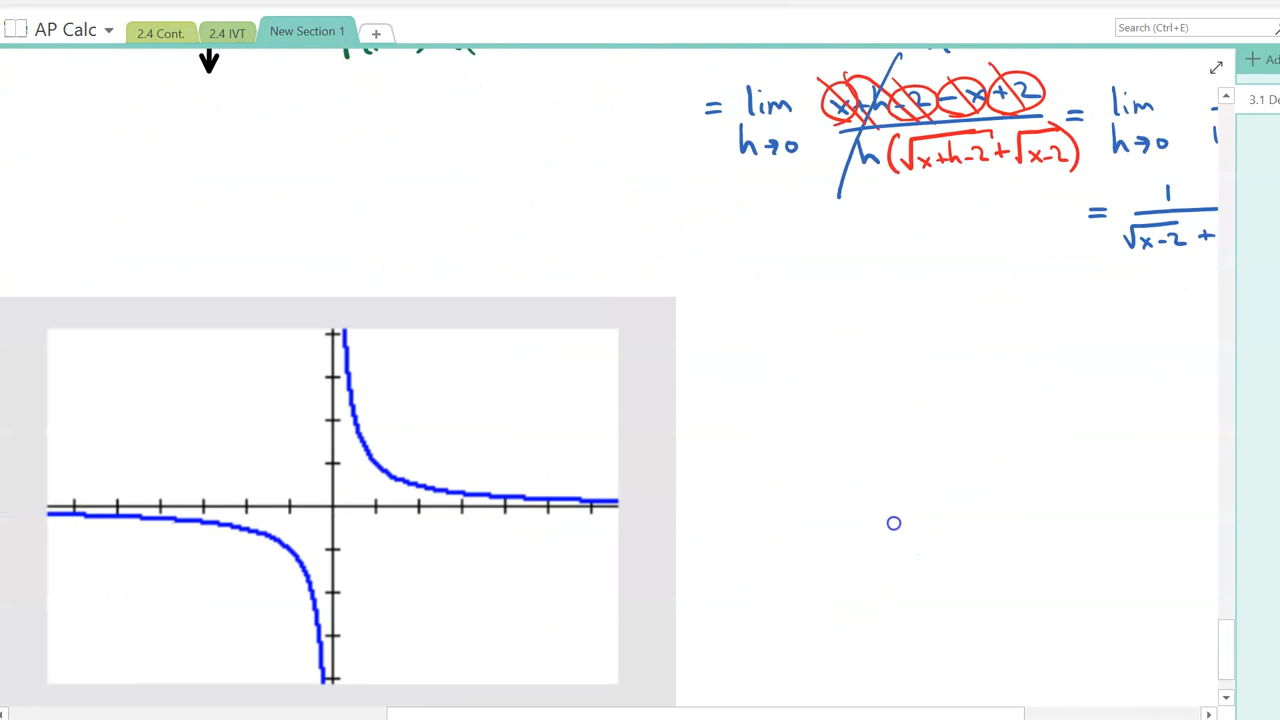 AP Calc
2.4 Cont.
2.4 IVT
New Section 1
+
Search (Ctrl+E)
+ Ad
3.1 De
= lim h→0 x+h-2-x+2 / h(√x+h-2+√x-2) = lim h→0
= 1 / √x-2 +